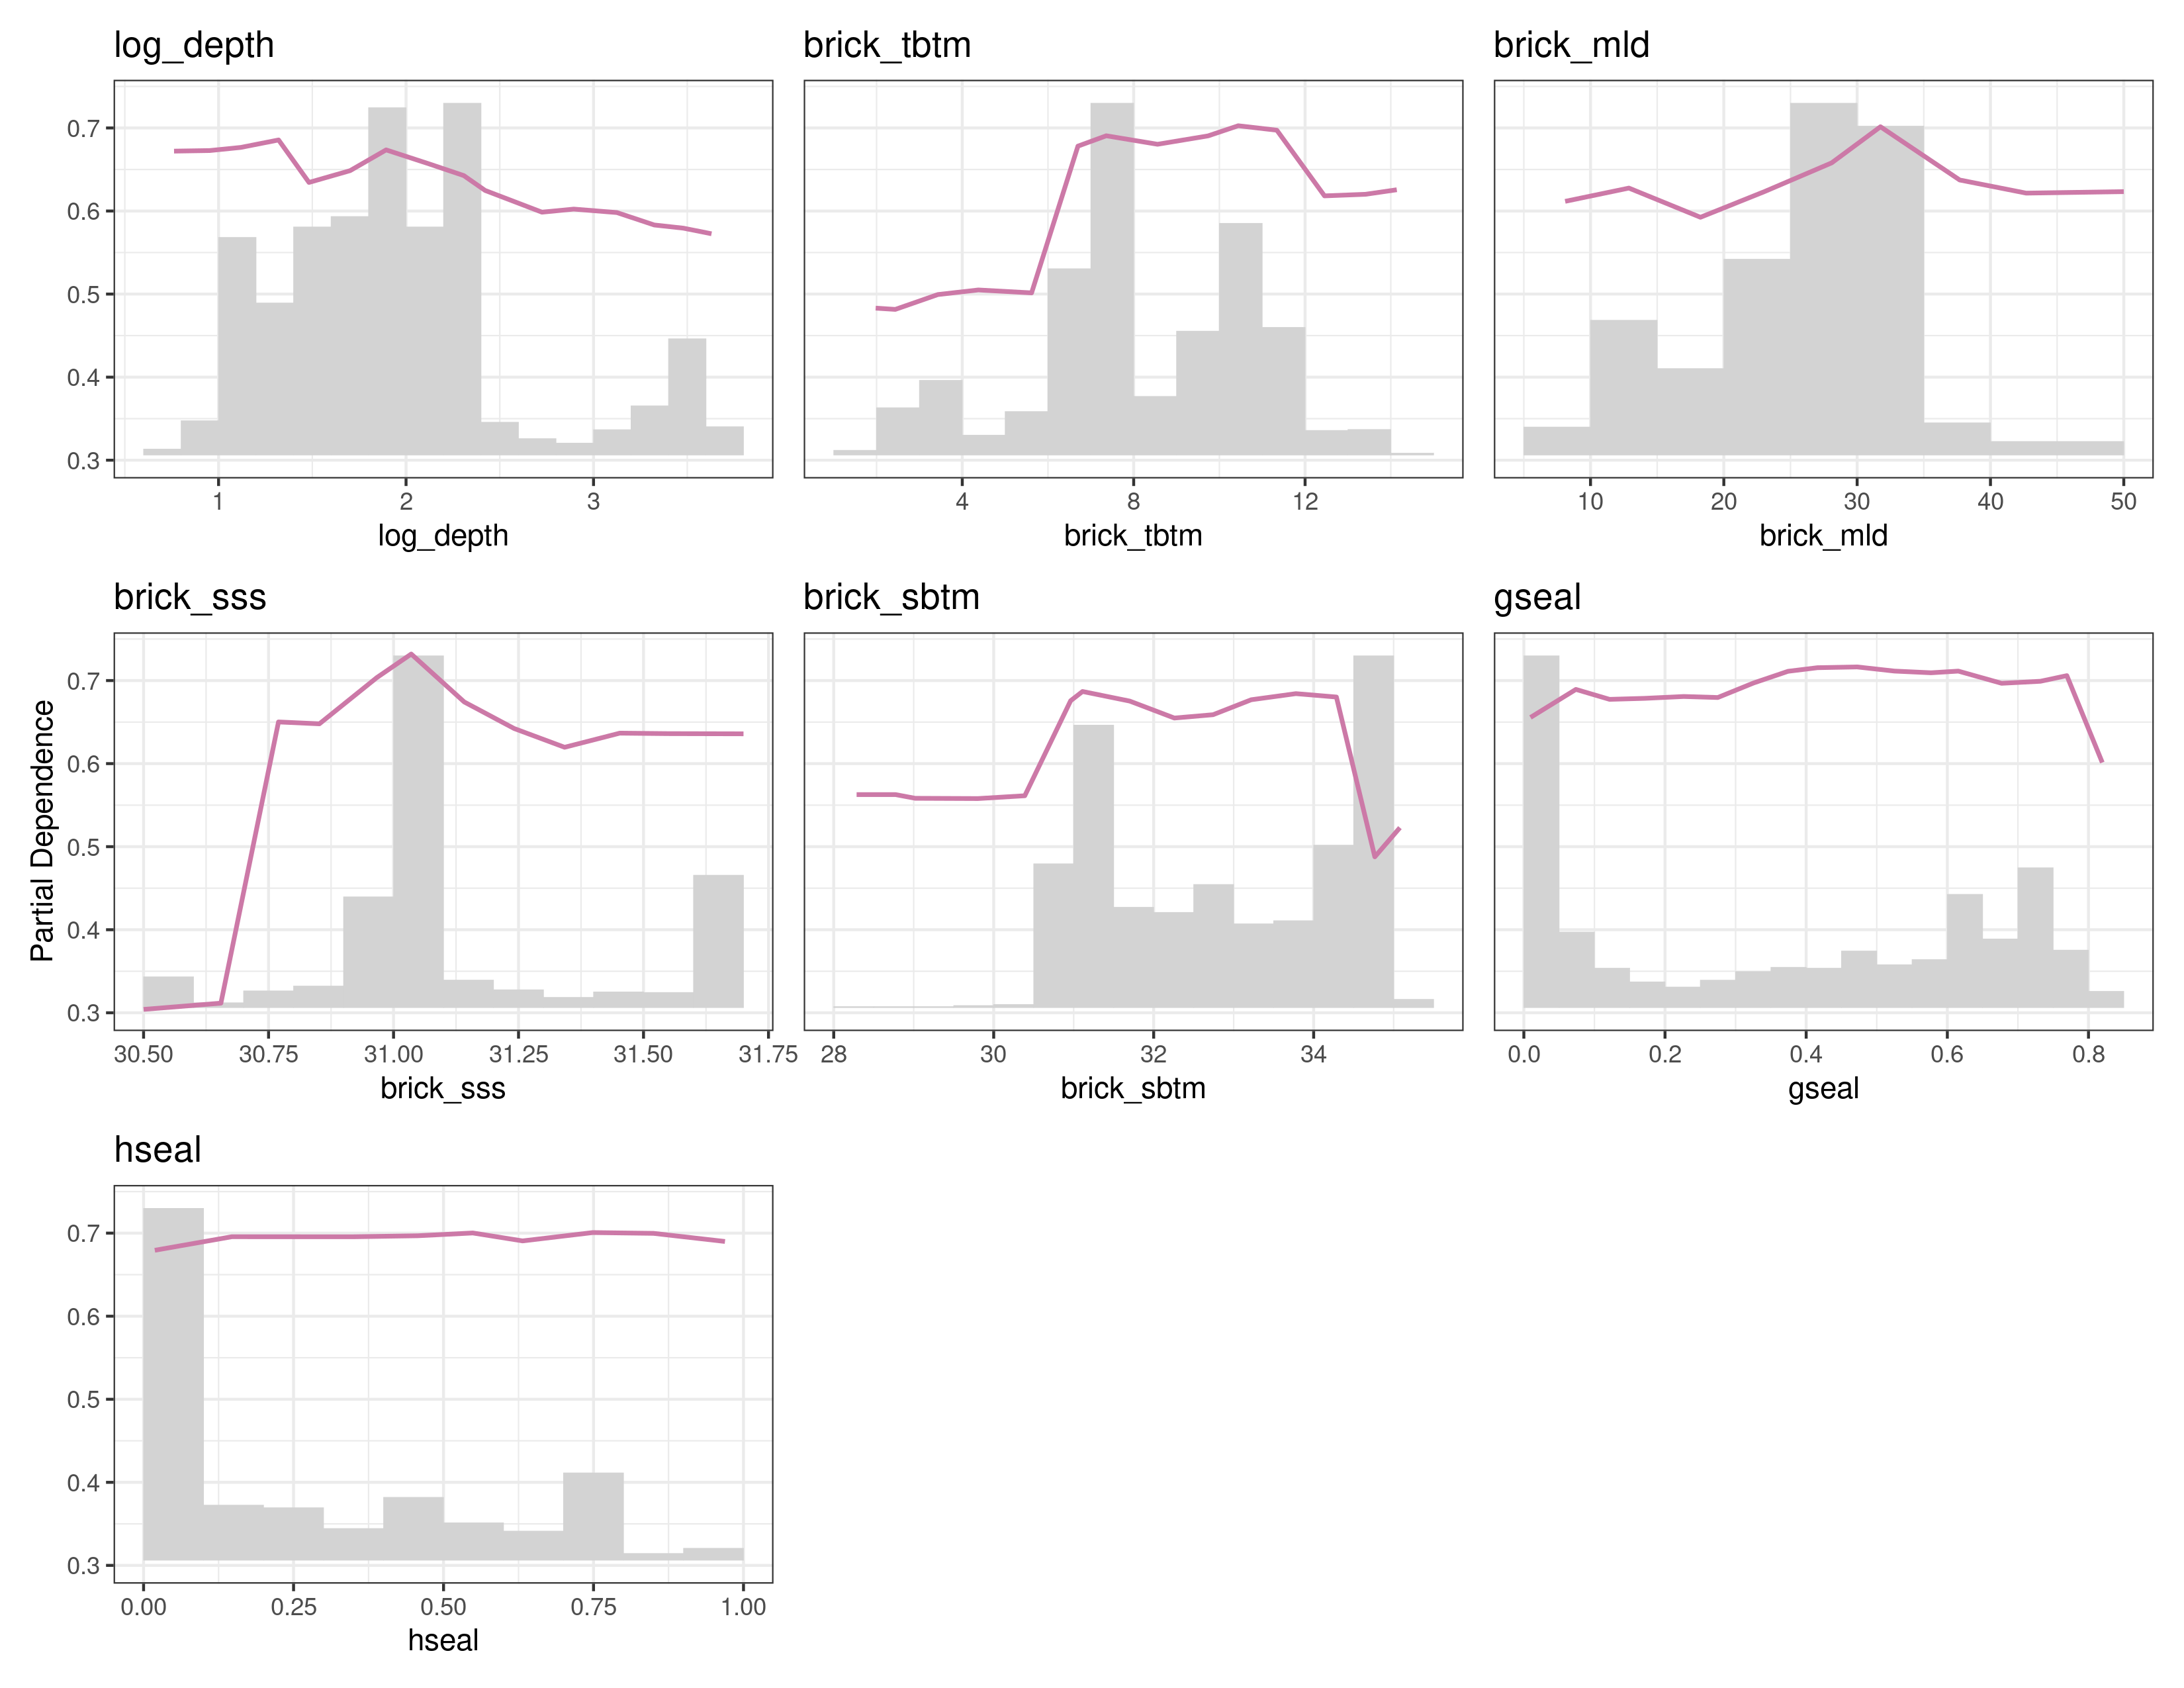 log_depth
brick_tbtm
brick_mld
0.7
0.6
0.5
0.4
0.3
1 2 3
4 8 12
10 20 30 40 50
log_depth
brick_tbtm
brick_mld
brick_sss
brick_sbtm
gseal
Partial Dependence
0.7
0.6
0.5
0.4
0.3
30.50 30.75 31.00 31.25 31.50 31.75
28 30 32 34
0.0 0.2 0.4 0.6 0.8
brick_sss
brick_sbtm
gseal
hseal
0.7
0.6
0.5
0.4
0.3
0.00 0.25 0.50 0.75 1.00
hseal